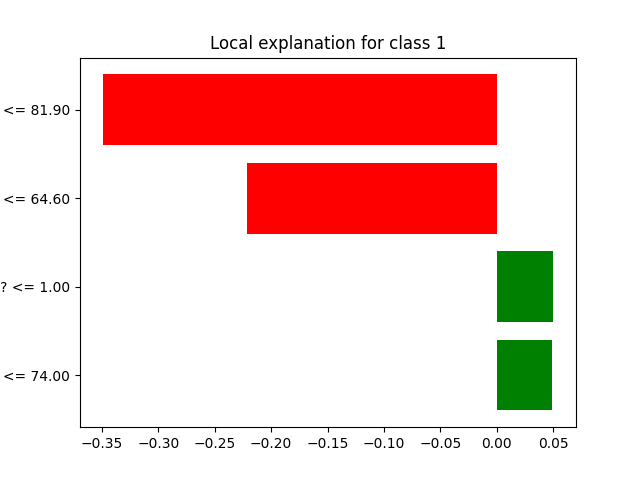 Local explanation for class 1
<= 81.90
<= 64.60
? <= 1.00
<= 74.00
−0.35 −0.30 −0.25 −0.20 −0.15 −0.10 −0.05 0.00 0.05